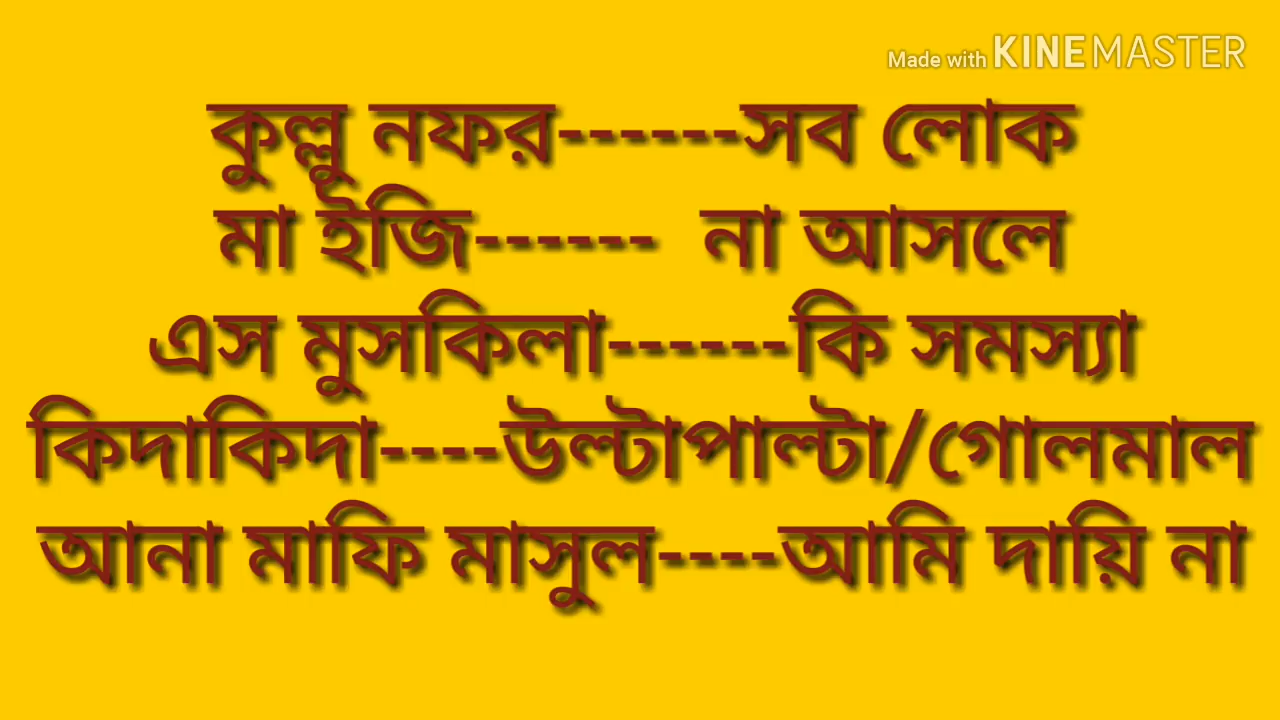 Made with KINEMASTER
কুল্লু নফর------সব লোক
মা ইজি------ না আসলে
এস মুসকিলা------কি সমস্যা
কিদাকিদা----উল্টাপাল্টা/গোলমাল
আনা মাফি মাসুল----আমি দায়ি না